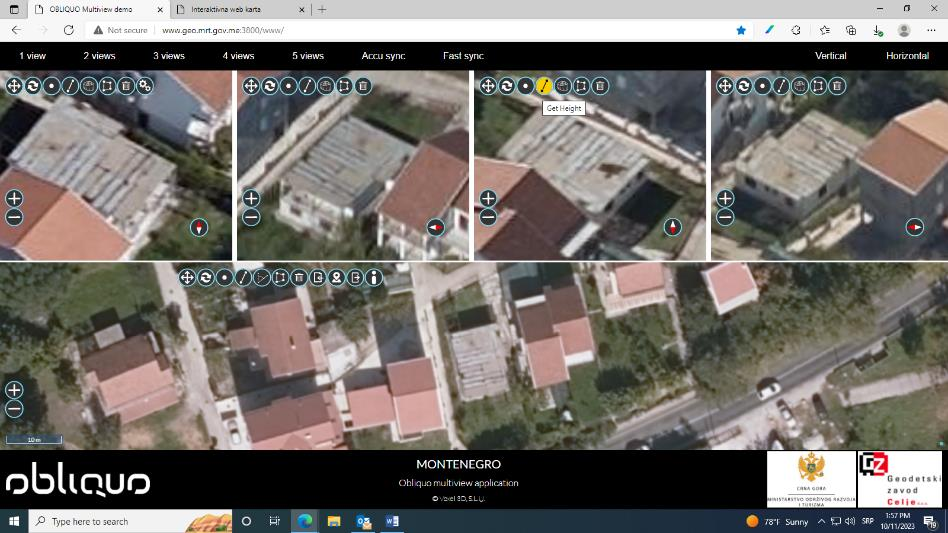 OBLIQUO Multiview demo
Interaktivna web karta
Not secure | www.geo.mrt.gov.me:3800/www/
1 view 2 views 3 views 4 views 5 views Accu sync Fast sync Vertical Horizontal
Get Height
10 m
obliquo
MONTENEGRO
Obliquo multiview application
© Voxel 3D, S.L.U.
CRNA GORA
MINISTARSTVO ODRŽIVOG RAZVOJA
I TURIZMA
GZ
Geodetski
zavod
Celje d.o.o.
Type here to search
78°F Sunny
SRP
1:57 PM
10/11/2023
19